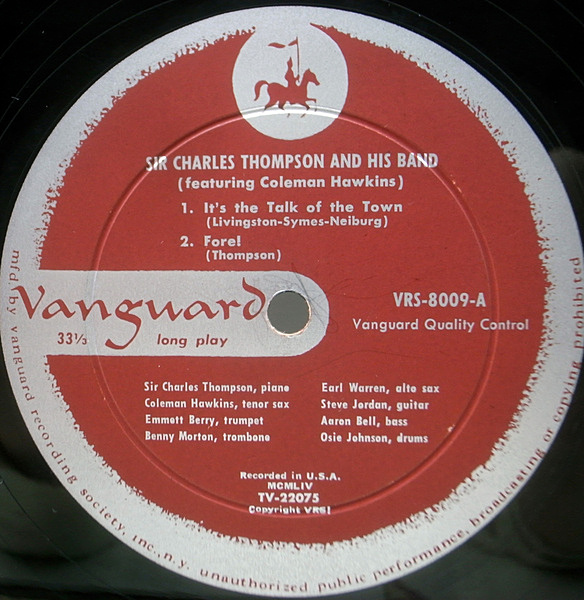 SIR CHARLES THOMPSON AND HIS BAND
(featuring Coleman Hawkins)
1. It's the Talk of the Town
(Livingston-Symes-Neiburg)
2. Fore!
(Thompson)
Vanguard
33⅓ long play
VRS-8009-A
Vanguard Quality Control
Sir Charles Thompson, piano
Coleman Hawkins, tenor sax
Emmett Berry, trumpet
Benny Morton, trombone
Earl Warren, alto sax
Steve Jordan, guitar
Aaron Bell, bass
Osie Johnson, drums
Recorded in U.S.A.
MCMLIV
TV-22075
Copyright VRSI
mfd. by vanguard recording society, inc., n.y. unauthorized public performance, broadcasting or copying prohibited